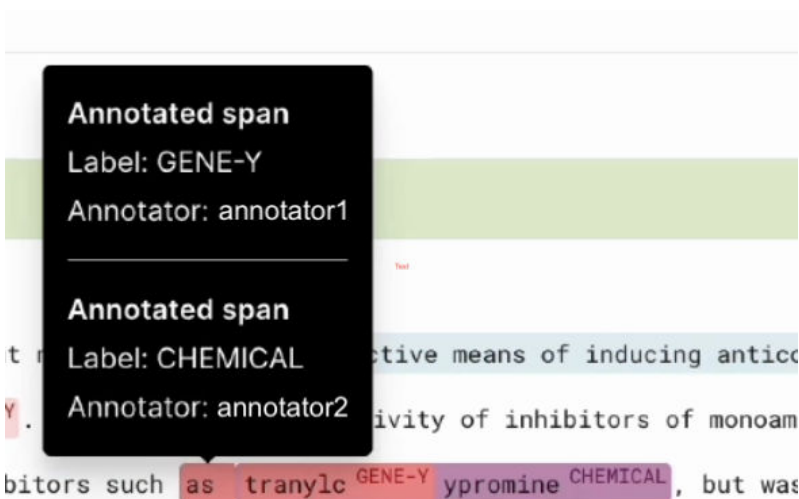 Annotated span
Label: GENE-Y
Annotator: annotator1
Annotated span
Label: CHEMICAL
Annotator: annotator2
Text
t ctive means of inducing antico
Y. ivity of inhibitors of monoam
bitors such as tranylc GENE-Y ypromine CHEMICAL, but was